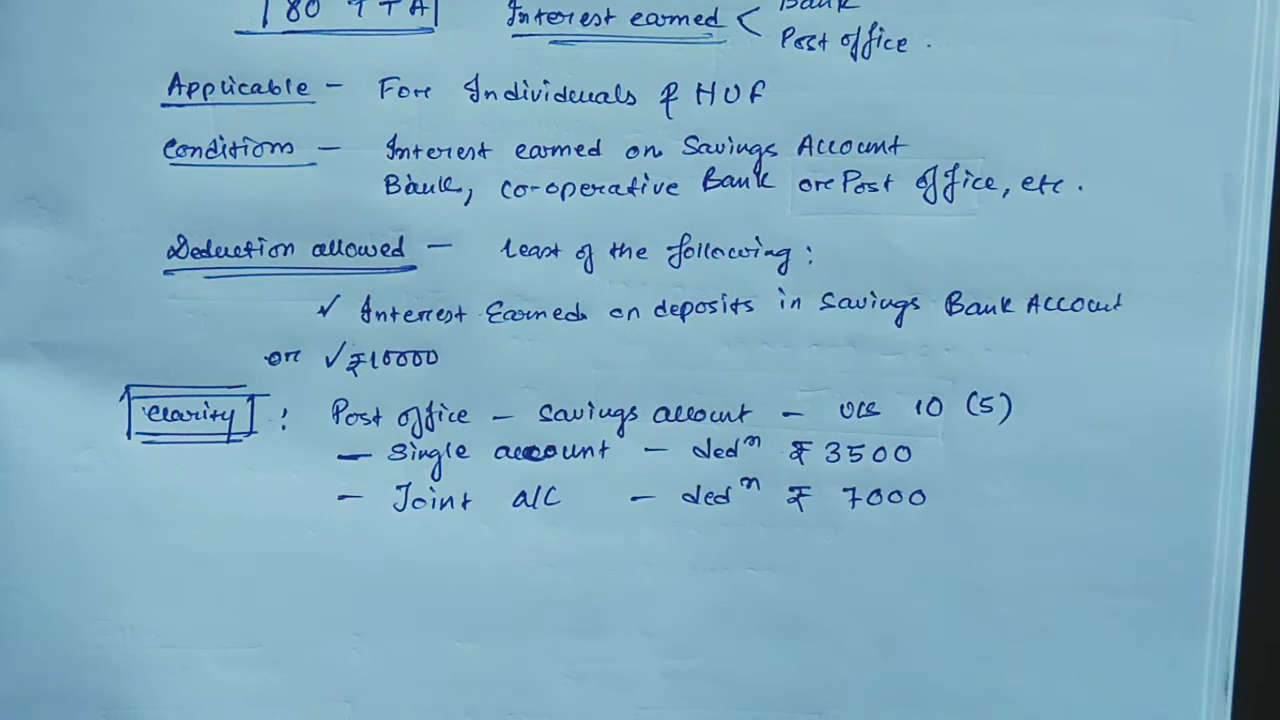 80 TTA Interest earned < Bank
Post office.
Applicable - For Individuals & HUF
Conditions - Interest earned on Savings Account
Bank, co-operative Bank or Post office, etc.
Deduction allowed - least of the following:
✓ Interest Earned on deposits in Savings Bank Account
or ✓ ₹10000
Clarity : Post office - Savings account - u/s 10 (5)
- Single account - dedⁿ ₹ 3500
- Joint a/c - dedⁿ ₹ 7000